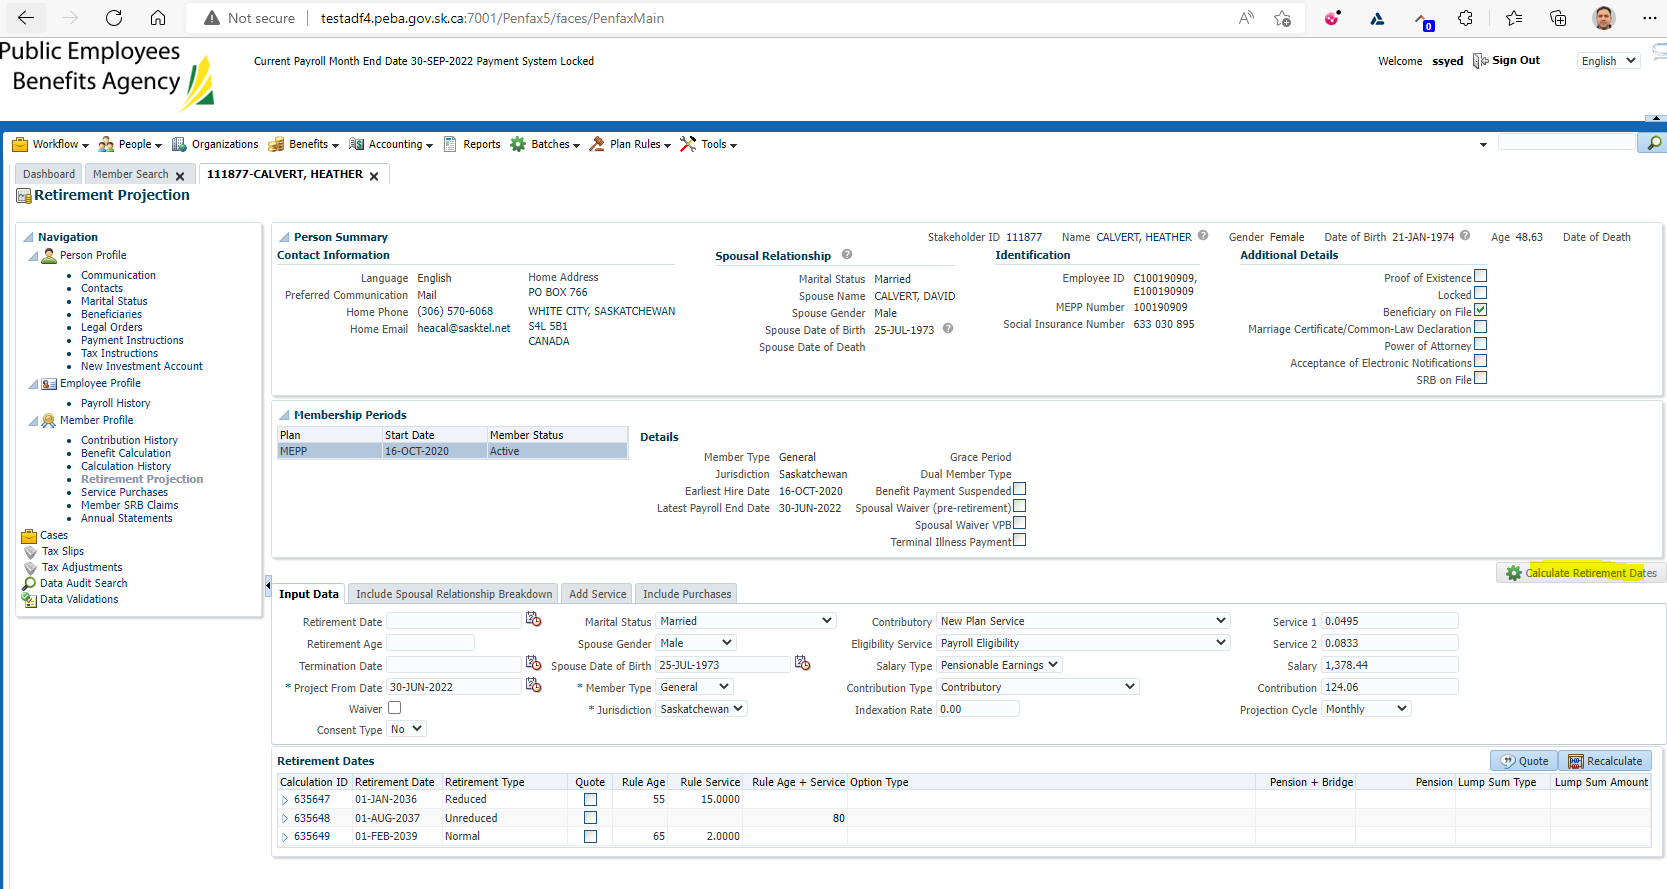 Not secure | testadf4.peba.gov.sk.ca:7001/Penfax5/faces/PenfaxMain
0
Public Employees
Benefits Agency
Current Payroll Month End Date 30-SEP-2022 Payment System Locked
Welcome ssyed Sign Out English
Workflow People Organizations Benefits Accounting Reports Batches Plan Rules Tools
Dashboard Member Search 111877-CALVERT, HEATHER
Retirement Projection
Navigation
Person Profile
Communication
Contacts
Marital Status
Beneficiaries
Legal Orders
Payment Instructions
Tax Instructions
New Investment Account
Employee Profile
Payroll History
Member Profile
Contribution History
Benefit Calculation
Calculation History
Retirement Projection
Service Purchases
Member SRB Claims
Annual Statements
Cases
Tax Slips
Tax Adjustments
Data Audit Search
Data Validations
Person Summary
Stakeholder ID 111877 Name CALVERT, HEATHER Gender Female Date of Birth 21-JAN-1974 Age 48.63 Date of Death
Contact Information
Language English
Preferred Communication Mail
Home Phone (306) 570-6068
Home Email heacal@sasktel.net
Home Address
PO BOX 766
WHITE CITY, SASKATCHEWAN
S4L 5B1
CANADA
Spousal Relationship
Marital Status Married
Spouse Name CALVERT, DAVID
Spouse Gender Male
Spouse Date of Birth 25-JUL-1973
Spouse Date of Death
Identification
Employee ID C100190909,
E100190909
MEPP Number 100190909
Social Insurance Number 633 030 895
Additional Details
Proof of Existence
Locked
Beneficiary on File
Marriage Certificate/Common-Law Declaration
Power of Attorney
Acceptance of Electronic Notifications
SRB on File
Membership Periods
Plan Start Date Member Status
MEPP 16-OCT-2020 Active
Details
Member Type General
Jurisdiction Saskatchewan
Earliest Hire Date 16-OCT-2020
Latest Payroll End Date 30-JUN-2022
Grace Period
Dual Member Type
Benefit Payment Suspended
Spousal Waiver (pre-retirement)
Spousal Waiver VPB
Terminal Illness Payment
Calculate Retirement Dates
Input Data Include Spousal Relationship Breakdown Add Service Include Purchases
Retirement Date
Retirement Age
Termination Date
* Project From Date 30-JUN-2022
Waiver
Consent Type No
Marital Status Married
Spouse Gender Male
Spouse Date of Birth 25-JUL-1973
* Member Type General
* Jurisdiction Saskatchewan
Contributory New Plan Service
Eligibility Service Payroll Eligibility
Salary Type Pensionable Earnings
Contribution Type Contributory
Indexation Rate 0.00
Service 1 0.0495
Service 2 0.0833
Salary 1,378.44
Contribution 124.06
Projection Cycle Monthly
Retirement Dates
Quote Recalculate
Calculation ID Retirement Date Retirement Type Quote Rule Age Rule Service Rule Age + Service Option Type Pension + Bridge Pension Lump Sum Type Lump Sum Amount
635647 01-JAN-2036 Reduced 55 15.0000
635648 01-AUG-2037 Unreduced 80
635649 01-FEB-2039 Normal 65 2.0000